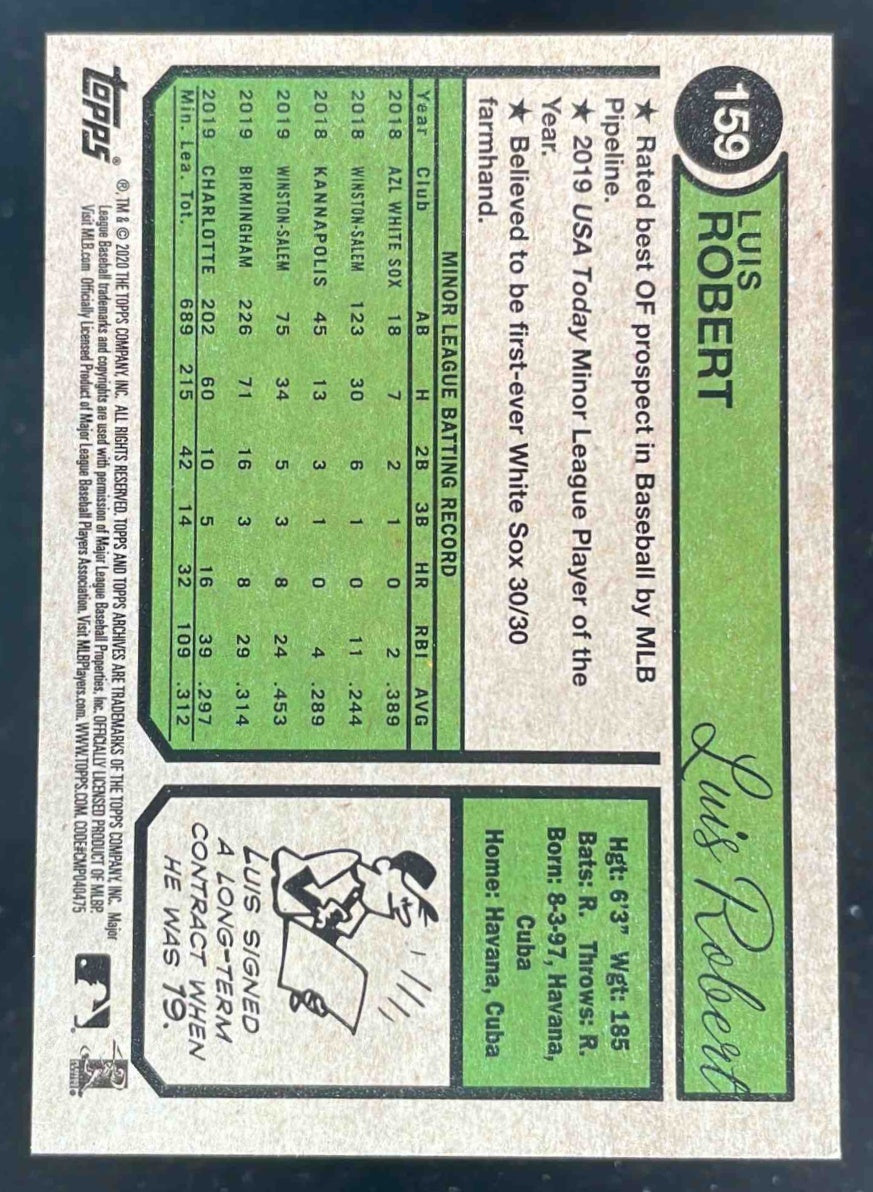 159
LUIS
ROBERT
Luis Robert
★ Rated best OF prospect in Baseball by MLB
Pipeline.
★ 2019 USA Today Minor League Player of the
Year.
★ Believed to be first-ever White Sox 30/30
farmhand.
MINOR LEAGUE BATTING RECORD
Year Club AB H 2B 3B HR RBI AVG
2018 AZL WHITE SOX 18 7 2 1 0 2 .389
2018 WINSTON-SALEM 123 30 6 1 0 11 .244
2018 KANNAPOLIS 45 13 3 1 0 4 .289
2019 WINSTON-SALEM 75 34 5 3 8 24 .453
2019 BIRMINGHAM 226 71 16 3 8 29 .314
2019 CHARLOTTE 202 60 10 5 16 39 .297
Min. Lea. Tot. 689 215 42 14 32 109 .312
Hgt: 6'3" Wgt: 185
Bats: R. Throws: R.
Born: 8-3-97, Havana,
Cuba
Home: Havana, Cuba
LUIS SIGNED
A LONG-TERM
CONTRACT WHEN
HE WAS 19.
topps®
®, TM & © 2020 THE TOPPS COMPANY, INC. ALL RIGHTS RESERVED. TOPPS AND TOPPS ARCHIVES ARE TRADEMARKS OF THE TOPPS COMPANY, INC. Major
League Baseball trademarks and copyrights are used with permission of Major League Baseball Properties, Inc. OFFICIALLY LICENSED PRODUCT OF MLBP.
Visit MLB.com Officially Licensed Product of Major League Baseball Players Association. Visit MLBPlayers.com. WWW.TOPPS.COM. CODE#CMP040475